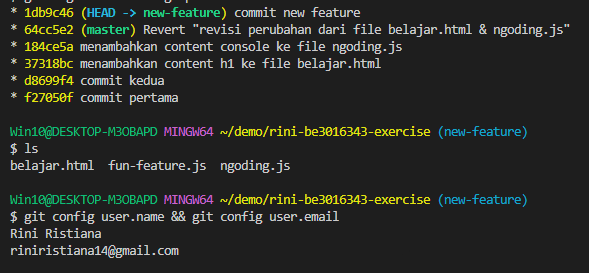 * 1db9c46 (HEAD -> new-feature) commit new feature
* 64cc5e2 (master) Revert "revisi perubahan dari file belajar.html & ngoding.js"
* 184ce5a menambahkan content console ke file ngoding.js
* 37318bc menambahkan content h1 ke file belajar.html
* d8699f4 commit kedua
* f27050f commit pertama
Win10@DESKTOP-M3OBAPD MINGW64 ~/demo/rini-be3016343-exercise (new-feature)
$ ls
belajar.html  fun-feature.js  ngoding.js
Win10@DESKTOP-M3OBAPD MINGW64 ~/demo/rini-be3016343-exercise (new-feature)
$ git config user.name && git config user.email
Rini Ristiana
riniristiana14@gmail.com